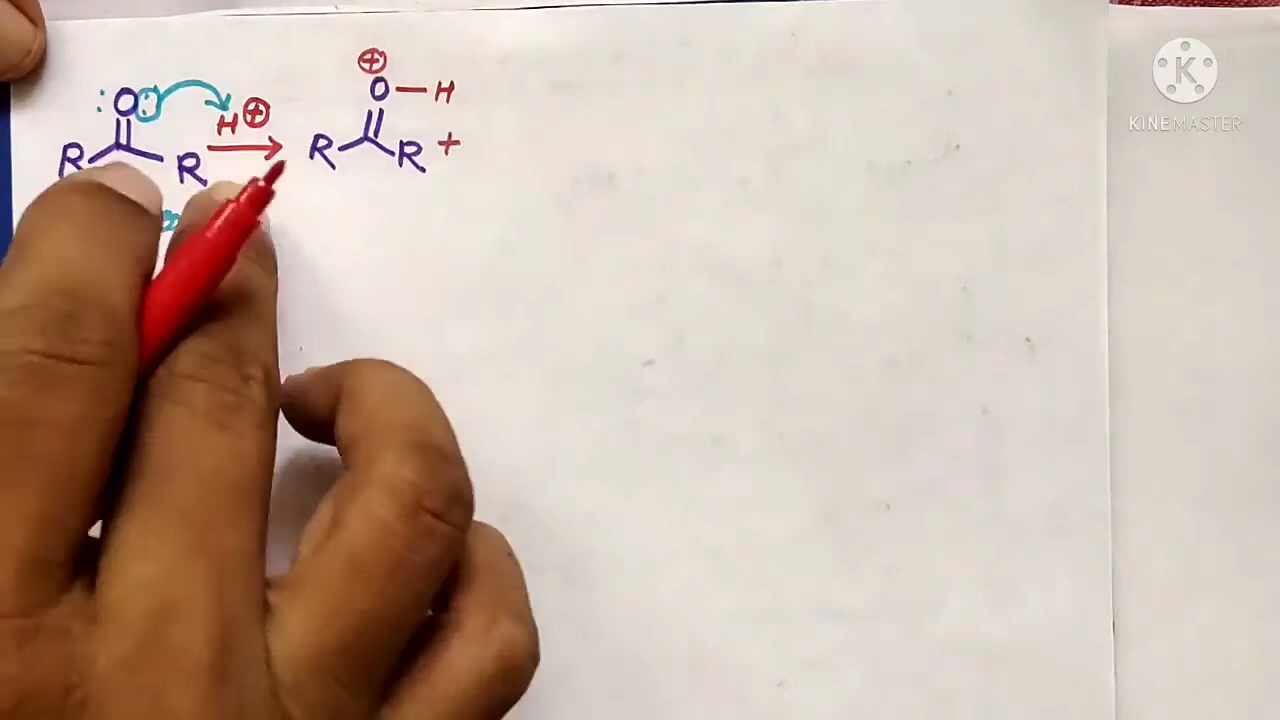 ⊕
:O: H⊕ O—H
R R → R R +
K
KINEMASTER